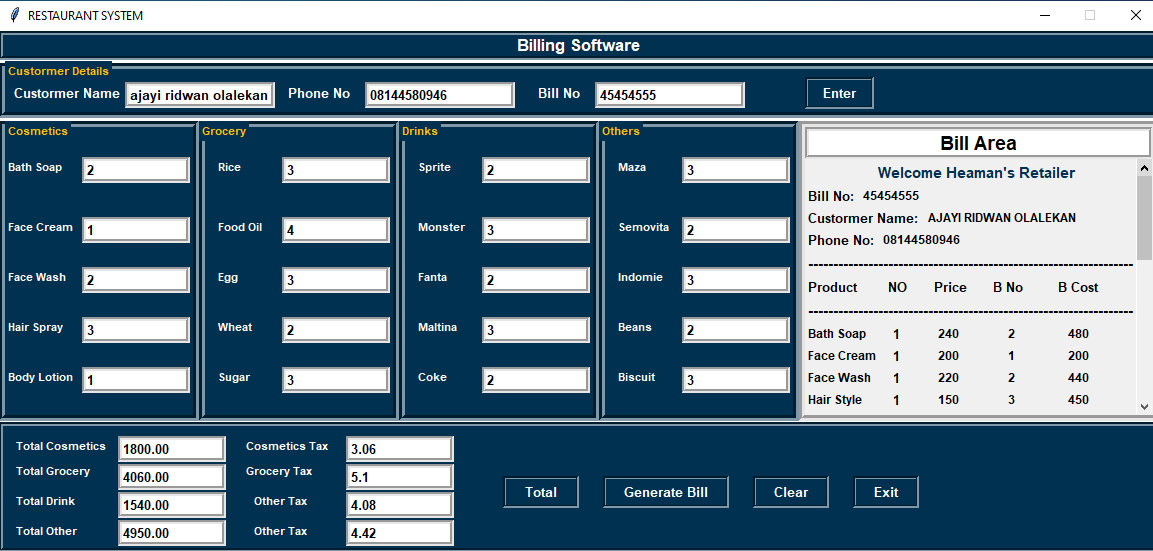 RESTAURANT SYSTEM
Billing Software
Custormer Details
Custormer Name ajayi ridwan olalekan Phone No 08144580946 Bill No 45454555 Enter
Cosmetics
Bath Soap 2
Face Cream 1
Face Wash 2
Hair Spray 3
Body Lotion 1
Grocery
Rice 3
Food Oil 4
Egg 3
Wheat 2
Sugar 3
Drinks
Sprite 2
Monster 3
Fanta 2
Maltina 3
Coke 2
Others
Maza 3
Semovita 2
Indomie 3
Beans 2
Biscuit 3
Bill Area
Welcome Heaman's Retailer
Bill No: 45454555
Custormer Name: AJAYI RIDWAN OLALEKAN
Phone No: 08144580946
-----------------------------------------------------------------
Product NO Price B No B Cost
-----------------------------------------------------------------
Bath Soap 1 240 2 480
Face Cream 1 200 1 200
Face Wash 1 220 2 440
Hair Style 1 150 3 450
Total Cosmetics 1800.00 Cosmetics Tax 3.06
Total Grocery 4060.00 Grocery Tax 5.1
Total Drink 1540.00 Other Tax 4.08
Total Other 4950.00 Other Tax 4.42
Total Generate Bill Clear Exit